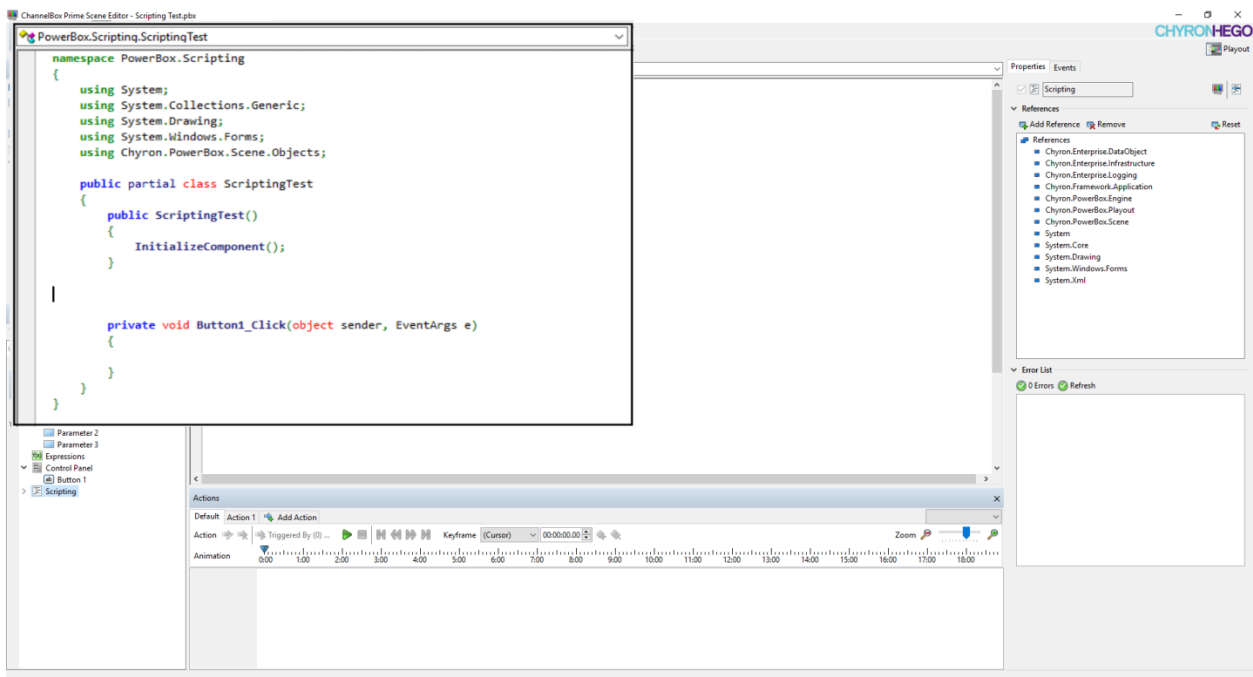 ChannelBox Prime Scene Editor - Scripting Test.pbx
CHYRONHEGO
Playout
PowerBox.Scripting.ScriptingTest
namespace PowerBox.Scripting
{
using System;
using System.Collections.Generic;
using System.Drawing;
using System.Windows.Forms;
using Chyron.PowerBox.Scene.Objects;
public partial class ScriptingTest
{
public ScriptingTest()
{
InitializeComponent();
}
private void Button1_Click(object sender, EventArgs e)
{
}
}
}
Properties Events
Scripting
References
Add Reference Remove Reset
References
Chyron.Enterprise.DataObject
Chyron.Enterprise.Infrastructure
Chyron.Enterprise.Logging
Chyron.Framework.Application
Chyron.PowerBox.Engine
Chyron.PowerBox.Playout
Chyron.PowerBox.Scene
System
System.Core
System.Drawing
System.Windows.Forms
System.Xml
Error List
0 Errors Refresh
Parameter 2
Parameter 3
Expressions
Control Panel
Button 1
Scripting
Actions
Default Action 1 Add Action
Action Triggered By (0) ... Keyframe (Cursor) 00:00:00.00 Zoom
Animation 0:00 1:00 2:00 3:00 4:00 5:00 6:00 7:00 8:00 9:00 10:00 11:00 12:00 13:00 14:00 15:00 16:00 17:00 18:00